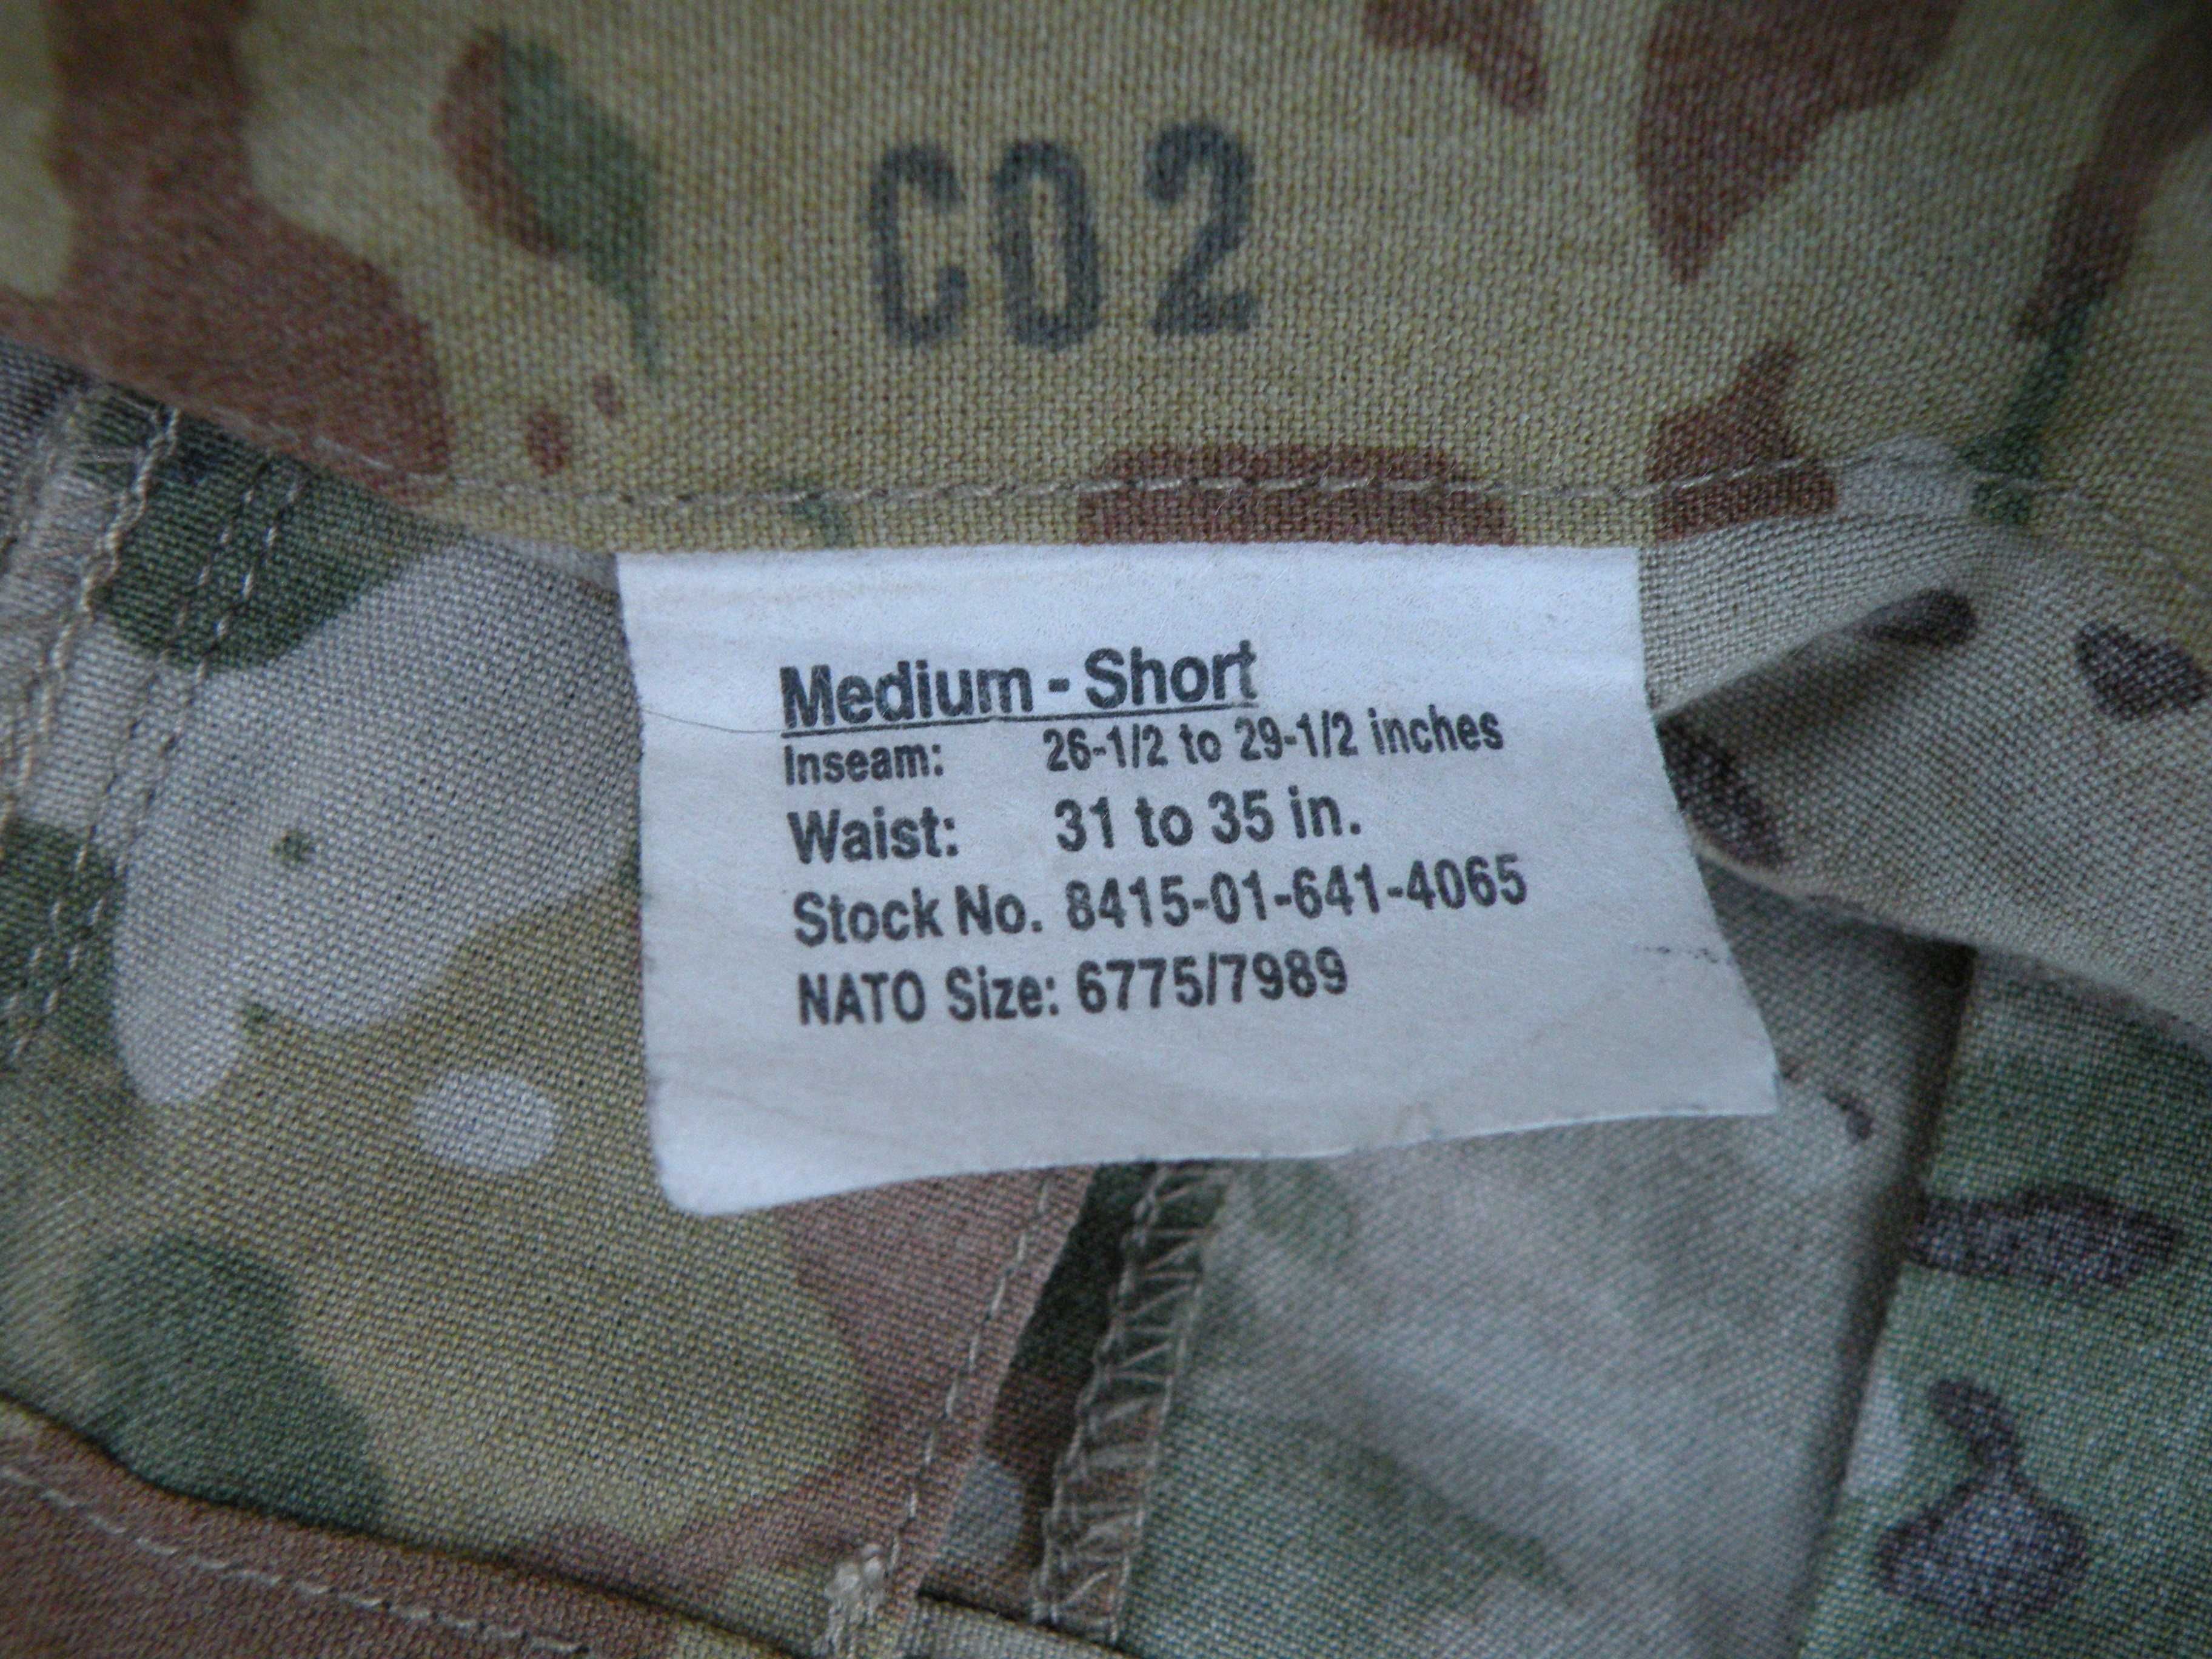 CD2
Medium - Short
Inseam: 26-1/2 to 29-1/2 inches
Waist: 31 to 35 in.
Stock No. 8415-01-641-4065
NATO Size: 6775/7989